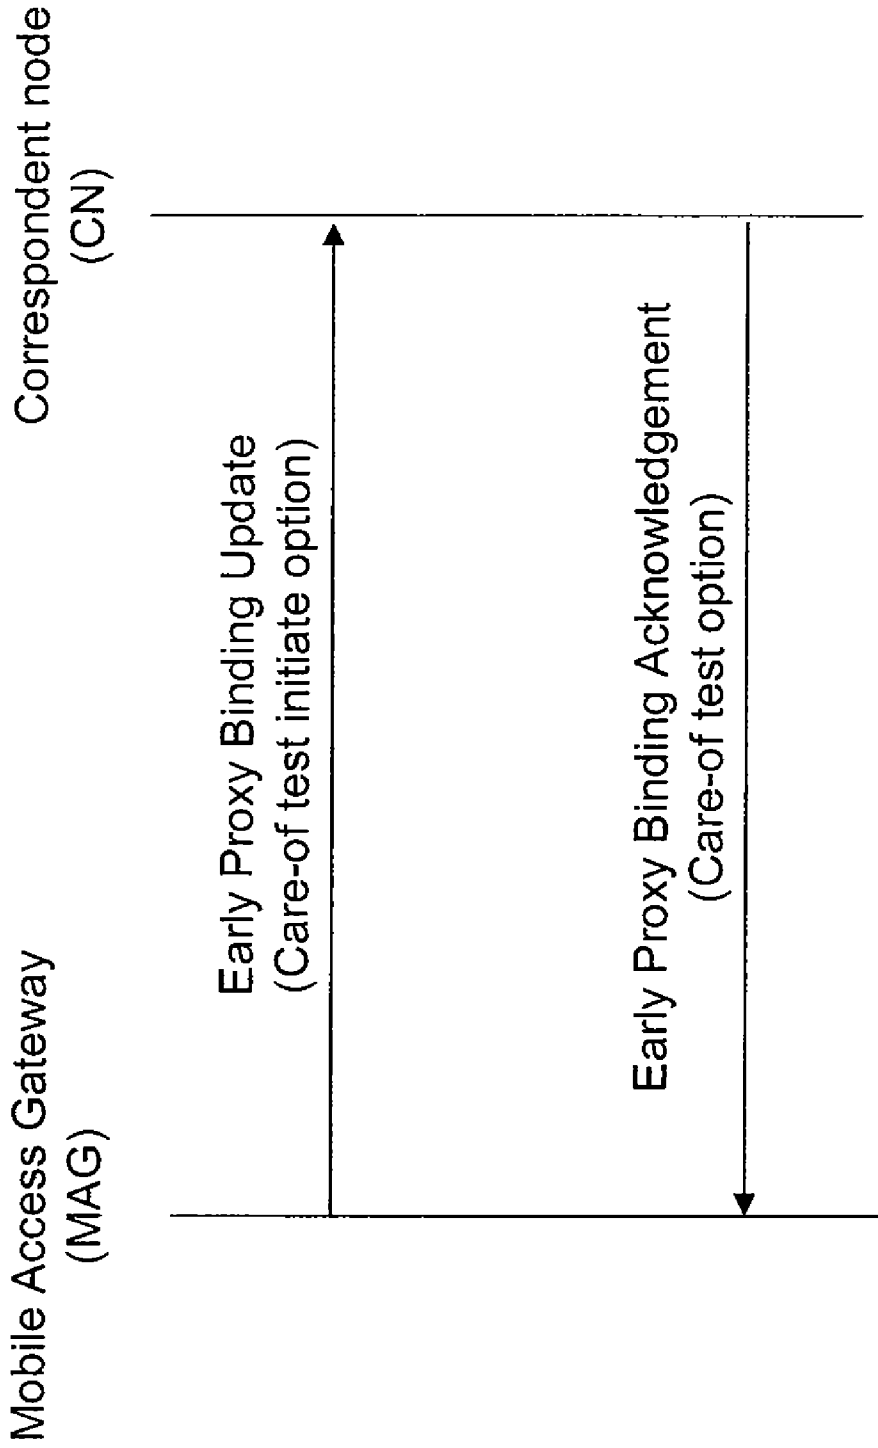 Mobile Access Gateway
(MAG)
Correspondent node
(CN)
Early Proxy Binding Update
(Care-of test initiate option)
Early Proxy Binding Acknowledgement
(Care-of test option)